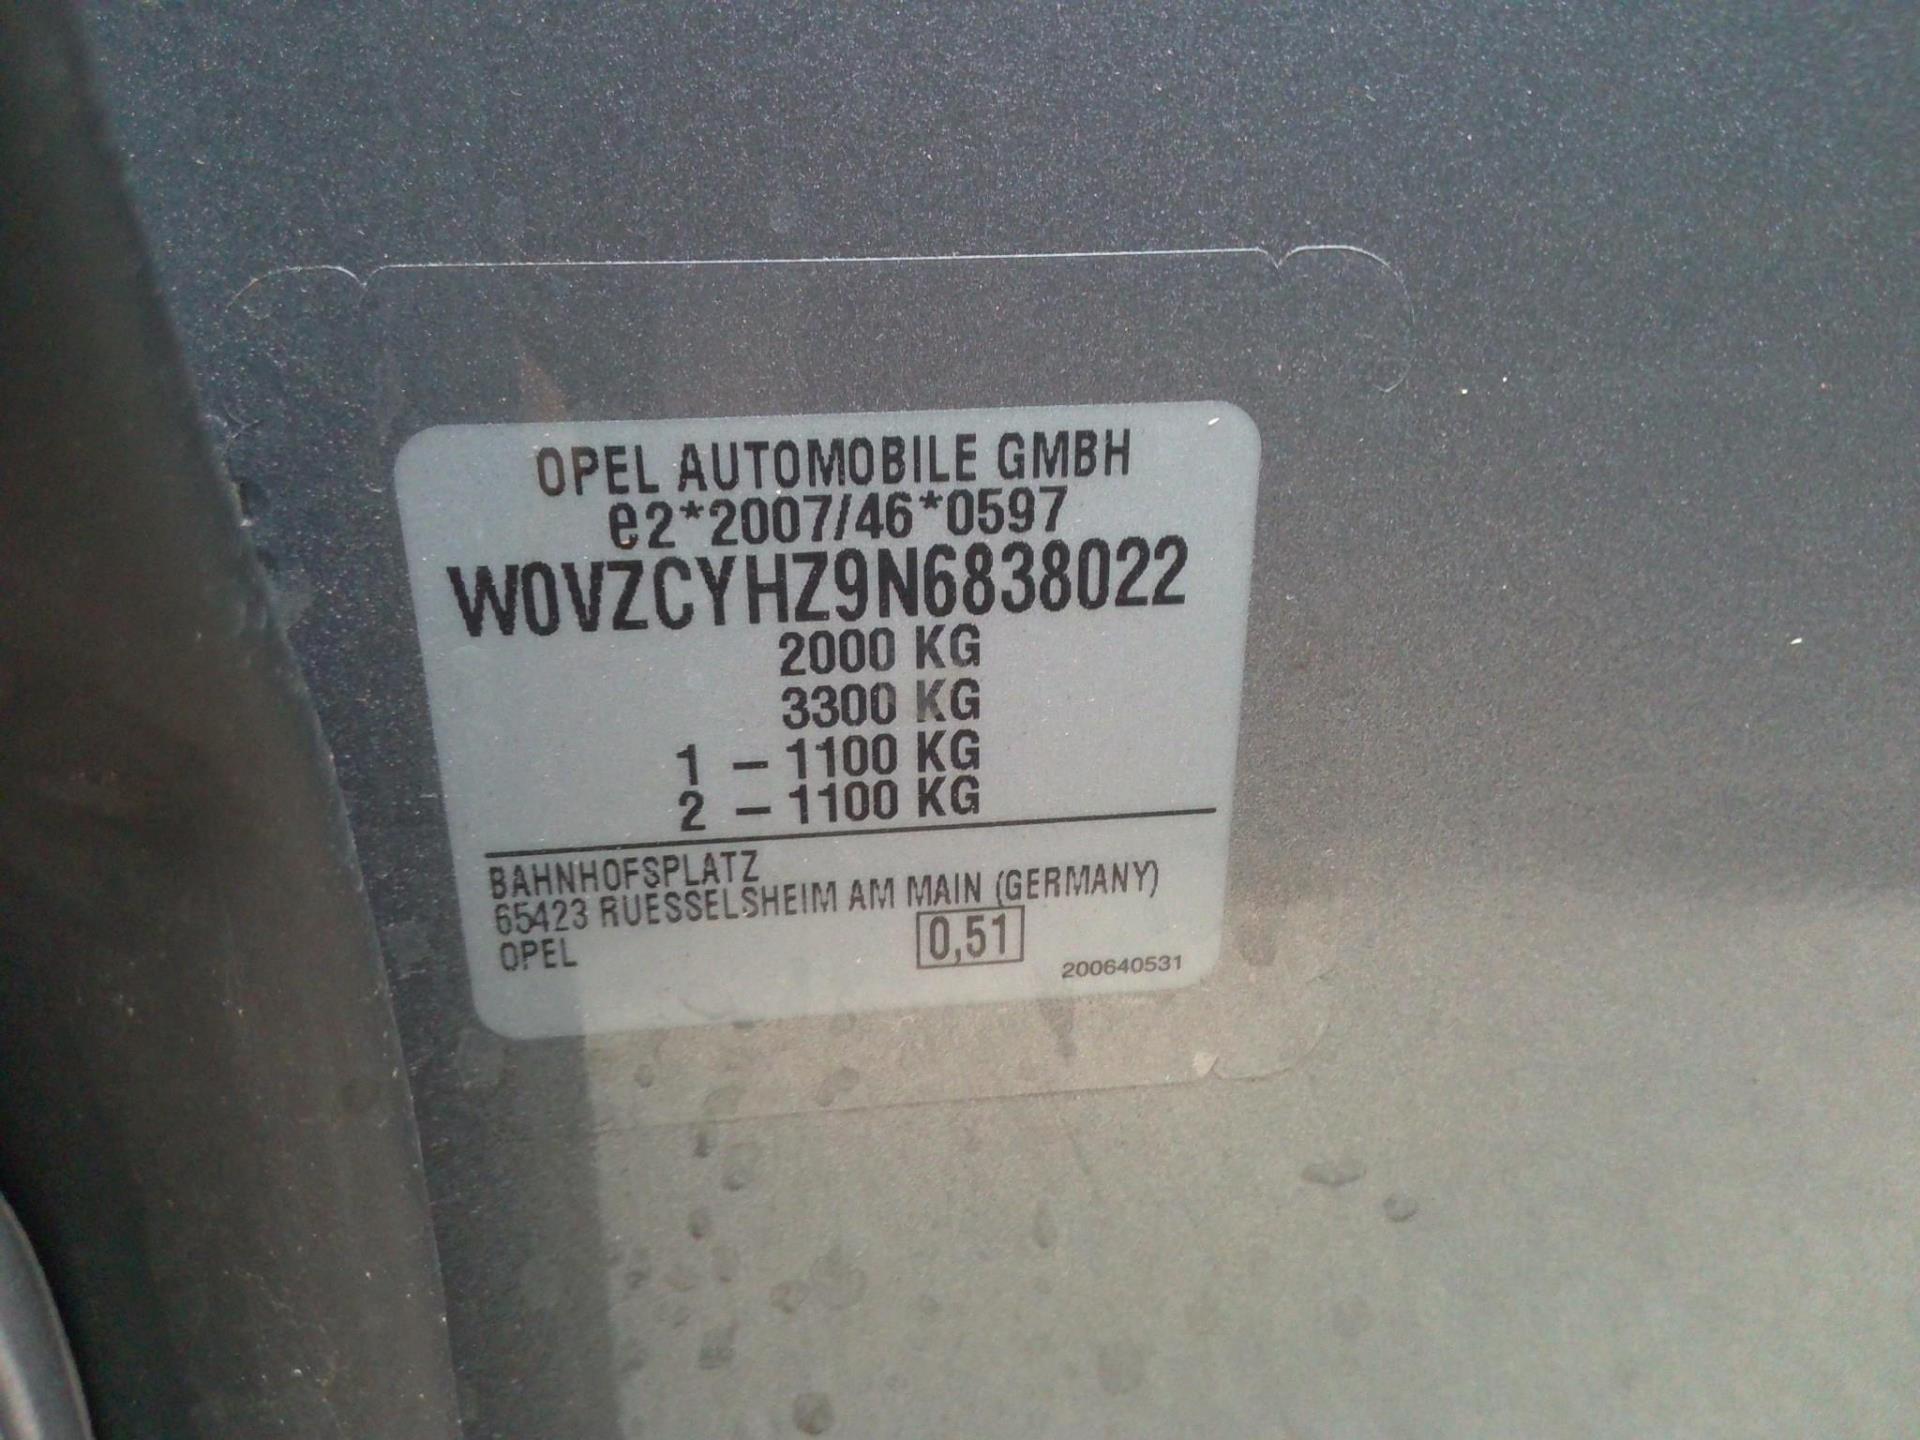 OPEL AUTOMOBILE GMBH
e2*2007/46*0597
W0VZCYHZ9N6838022
2000 KG
3300 KG
1 – 1100 KG
2 – 1100 KG
BAHNHOFSPLATZ
65423 RUESSELSHEIM AM MAIN (GERMANY)
OPEL
0,51
200640531